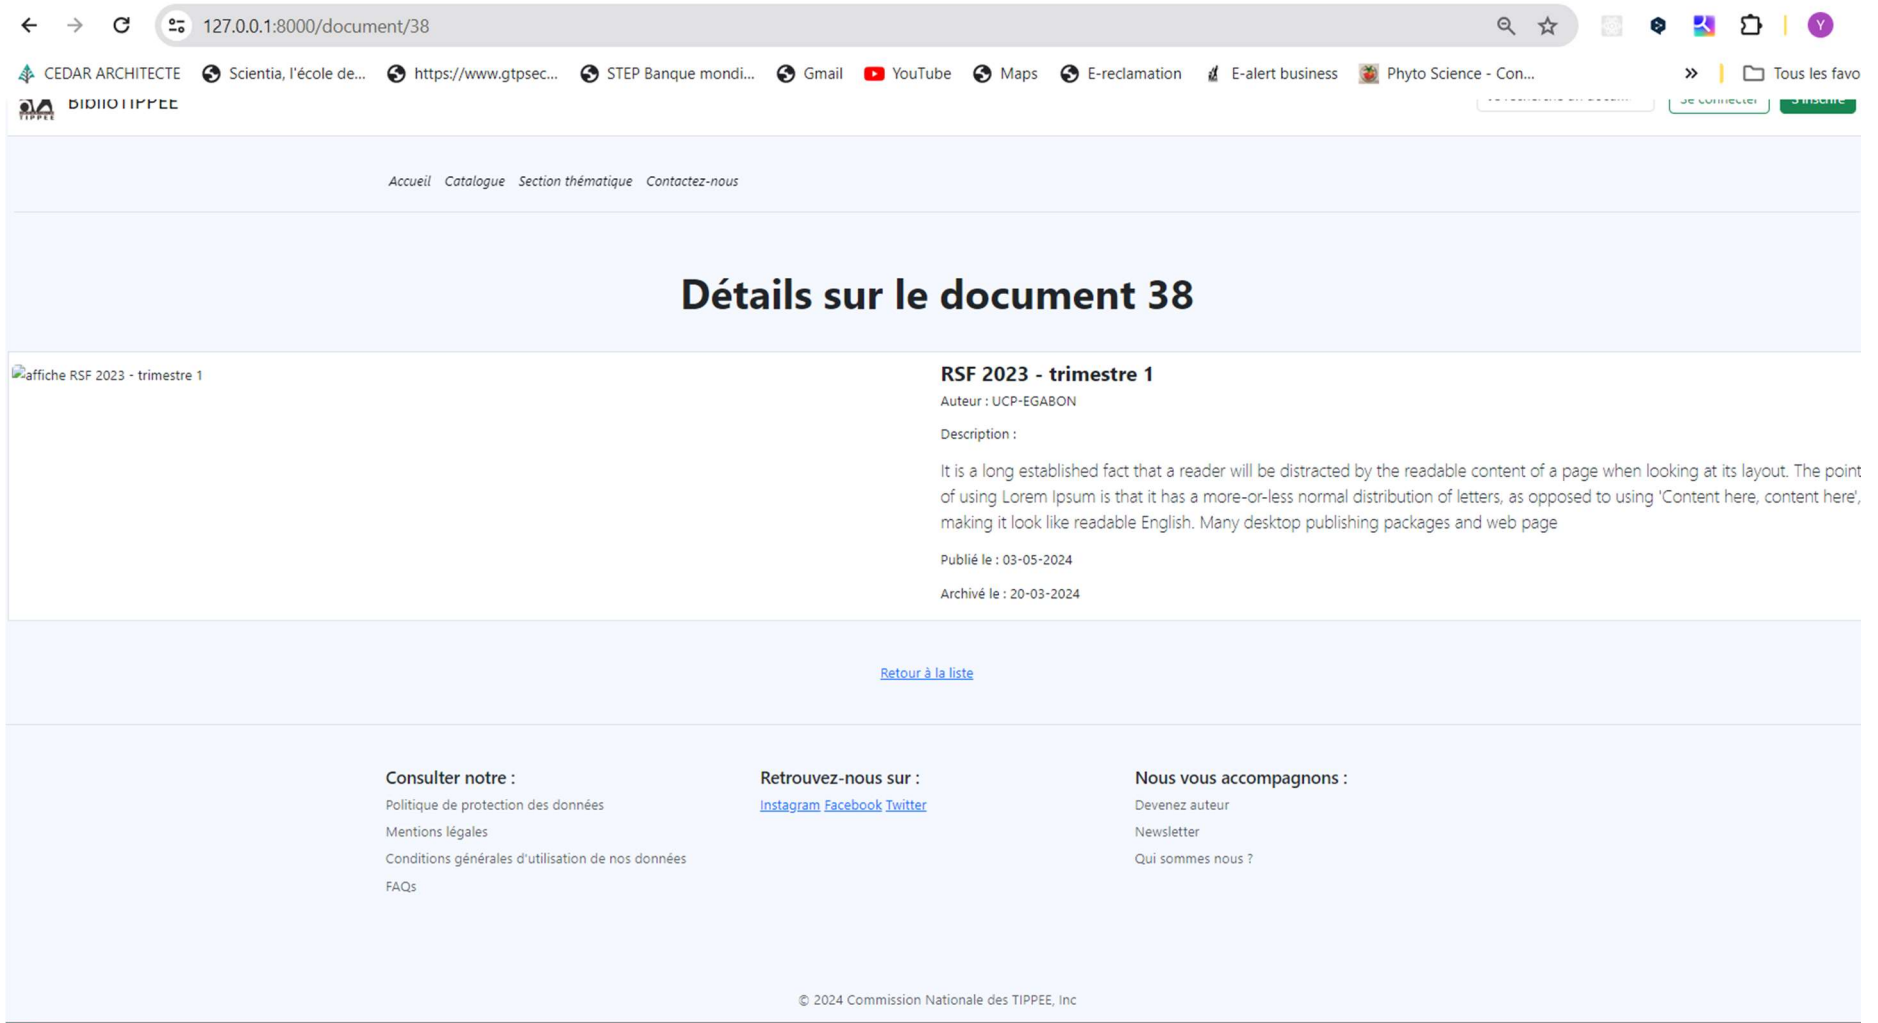 127.0.0.1:8000/document/38
CEDAR ARCHITECTE Scientia, l'école de... https://www.gtpsec... STEP Banque mondi... Gmail YouTube Maps E-reclamation E-alert business Phyto Science - Con... » Tous les favo
TIPPEE BiblioTIPPEE Se connecter S'inscrire
Accueil Catalogue Section thématique Contactez-nous
Détails sur le document 38
affiche RSF 2023 - trimestre 1
RSF 2023 - trimestre 1
Auteur : UCP-EGABON
Description :
It is a long established fact that a reader will be distracted by the readable content of a page when looking at its layout. The point
of using Lorem Ipsum is that it has a more-or-less normal distribution of letters, as opposed to using 'Content here, content here',
making it look like readable English. Many desktop publishing packages and web page
Publié le : 03-05-2024
Archivé le : 20-03-2024
Retour à la liste
Consulter notre :
Politique de protection des données
Mentions légales
Conditions générales d'utilisation de nos données
FAQs
Retrouvez-nous sur :
Instagram Facebook Twitter
Nous vous accompagnons :
Devenez auteur
Newsletter
Qui sommes nous ?
© 2024 Commission Nationale des TIPPEE, Inc